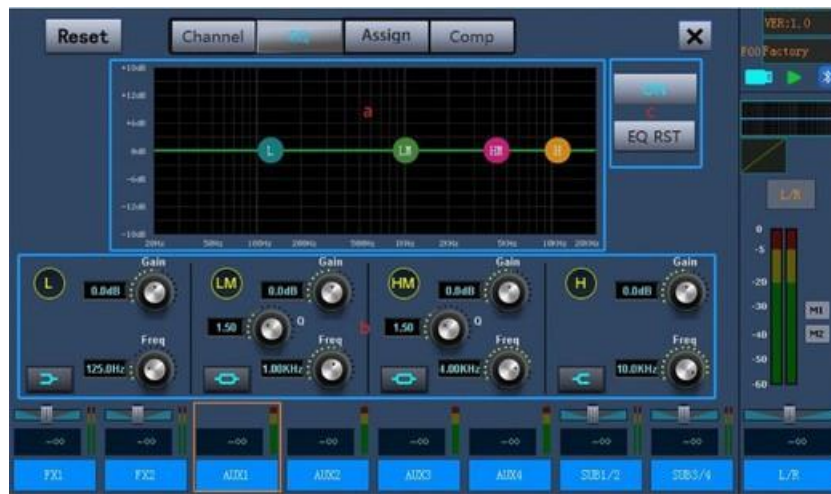 VER:1.0
Reset Channel EQ Assign Comp
F00Factory
+18dB
+12dB
+6dB
0dB
-6dB
-12dB
-18dB
a
L LM HM H
ON
c
EQ RST
20Hz 50Hz 100Hz 200Hz 500Hz 1KHz 2KHz 5KHz 10KHz 20KHz
L/R
0
-5
-20
-30
-40
-50
-60
M1
M2
L 0.0dB Gain
125.0Hz Freq
LM 0.0dB Gain
1.50 Q
1.00KHz Freq
b
HM 0.0dB Gain
1.50 Q
4.00KHz Freq
H 0.0dB Gain
10.0KHz Freq
-∞ -∞ -∞ -∞ -∞ -∞ -∞ -∞ -∞
FX1 FX2 AUX1 AUX2 AUX3 AUX4 SUB1/2 SUB3/4 L/R